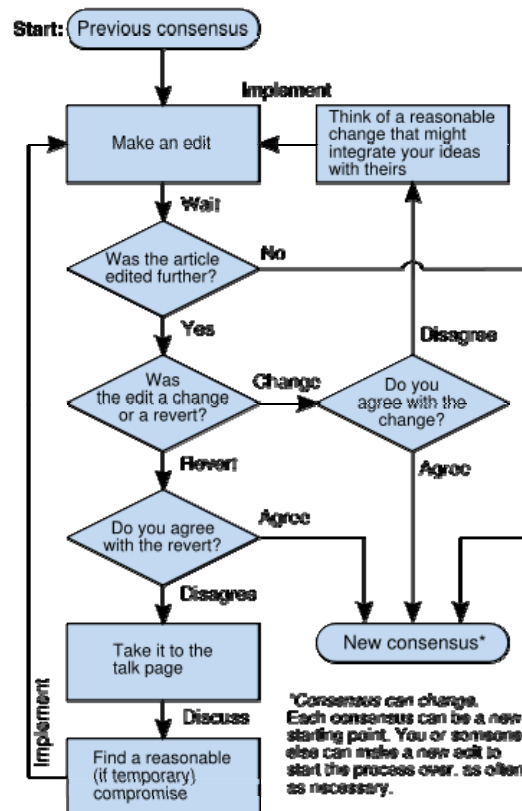 Start: Previous consensus
Implement
Make an edit
Think of a reasonable
change that might
integrate your ideas
with theirs
Wait
Was the article
edited further?
No
Yes
Disagree
Was
the edit a change
or a revert?
Change
Do you
agree with the
change?
Revert
Agree
Do you agree
with the revert?
Agree
Disagree
Take it to the
talk page
New consensus*
Discuss
Implement
Find a reasonable
(if temporary)
compromise
*Consensus can change.
Each consensus can be a new
starting point. You or someone
else can make a new edit to
start the process over, as often
as necessary.